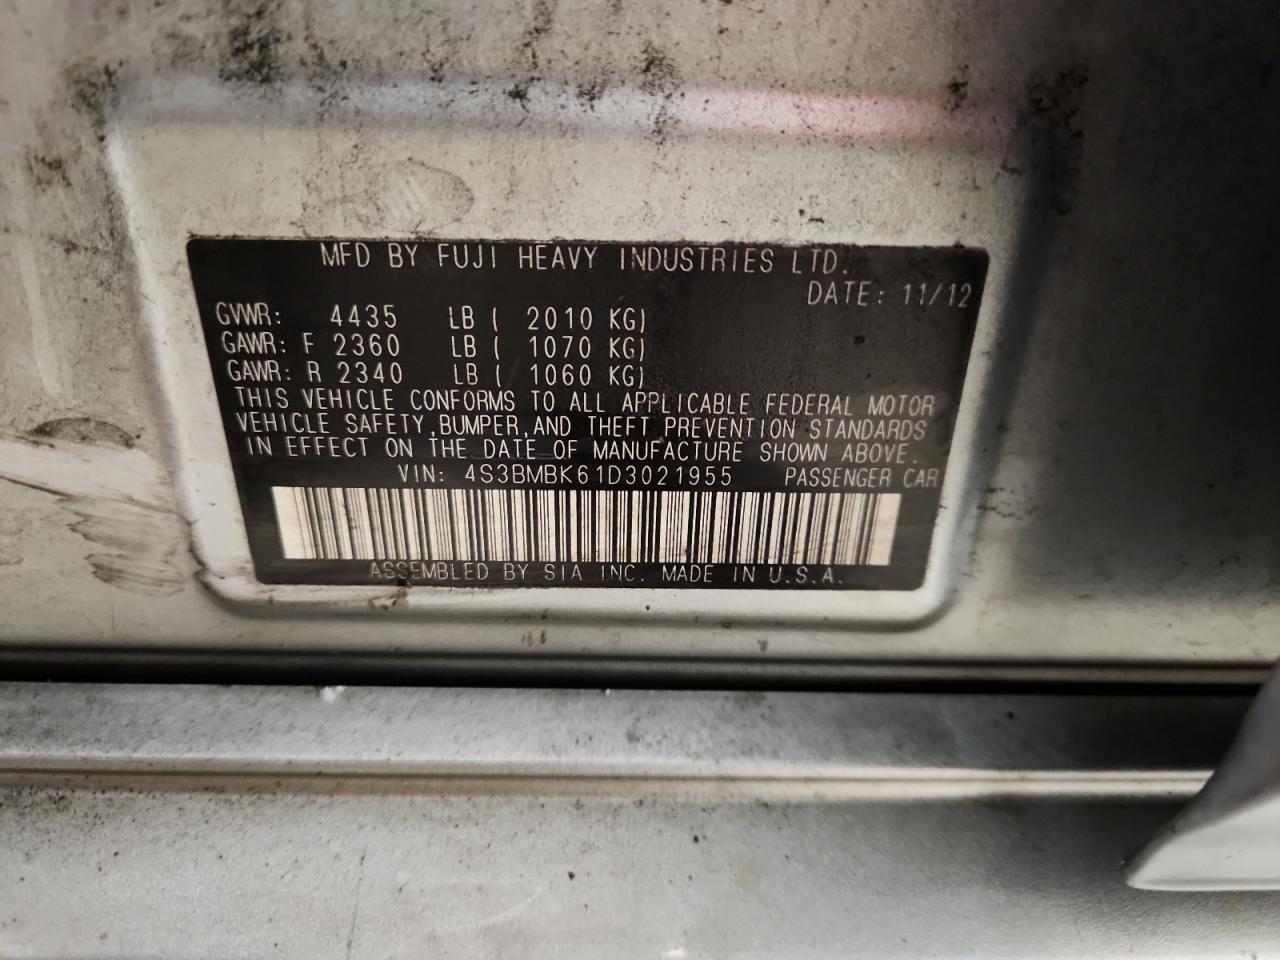 MFD BY FUJI HEAVY INDUSTRIES LTD.
DATE: 11/12
GVWR: 4435 LB ( 2010 KG)
GAWR: F 2360 LB ( 1070 KG)
GAWR: R 2340 LB ( 1060 KG)
THIS VEHICLE CONFORMS TO ALL APPLICABLE FEDERAL MOTOR
VEHICLE SAFETY,BUMPER,AND THEFT PREVENTION STANDARDS
IN EFFECT ON THE DATE OF MANUFACTURE SHOWN ABOVE.
VIN: 4S3BMBK61D3021955 PASSENGER CAR
ASSEMBLED BY SIA INC. MADE IN U.S.A.